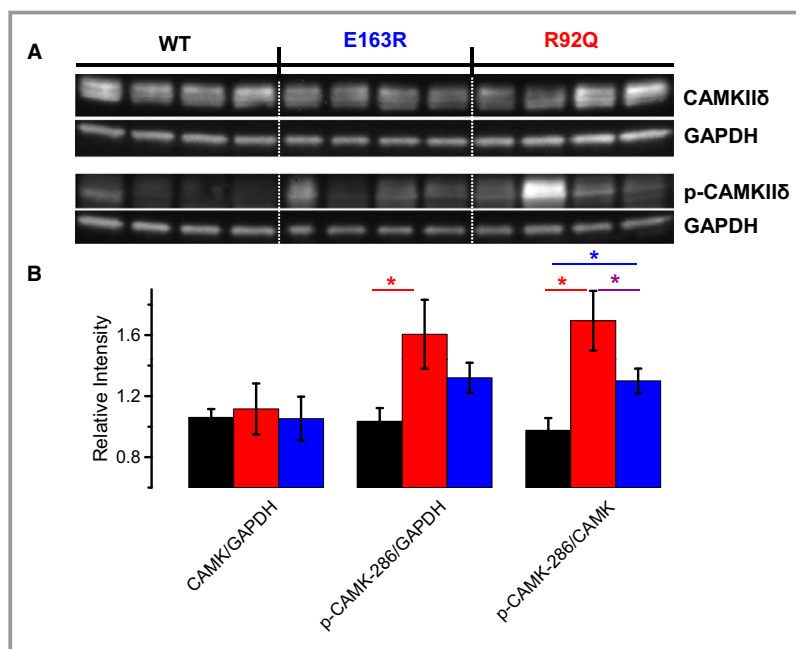 A
WT
E163R
R92Q
CAMKIIδ
GAPDH
p-CAMKIIδ
GAPDH
B
* * * *
Relative Intensity
1.6
1.2
0.8
CAMK/GAPDH
p-CAMK-286/GAPDH
p-CAMK-286/CAMK